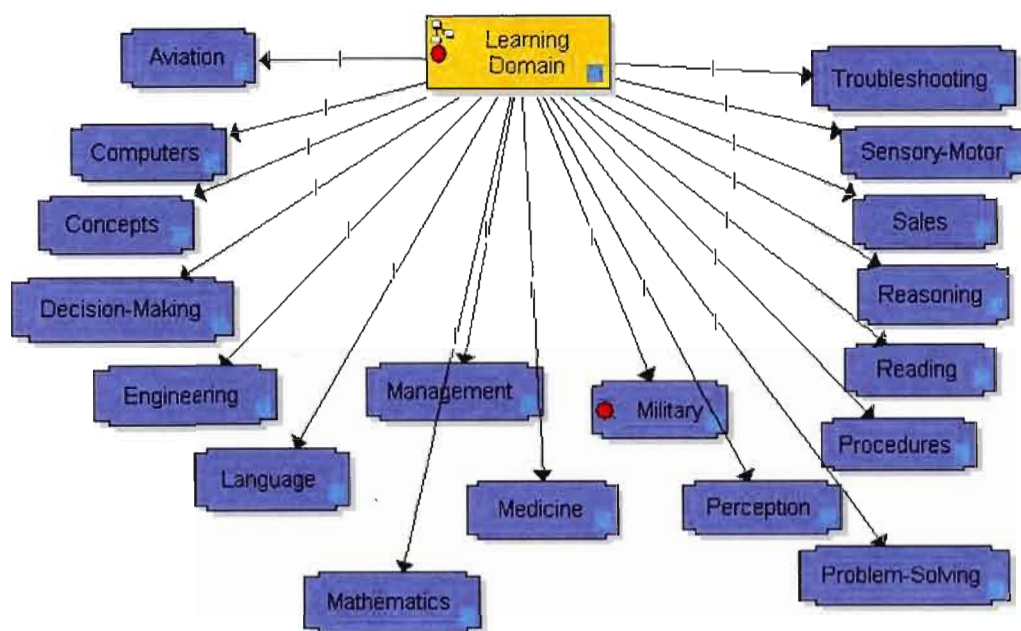 Learning
Domain
Aviation
Troubleshooting
Computers
Sensory-Motor
Concepts
Sales
Decision-Making
Reasoning
Engineering
Management
Reading
Military
Language
Procedures
Medicine
Perception
Mathematics
Problem-Solving